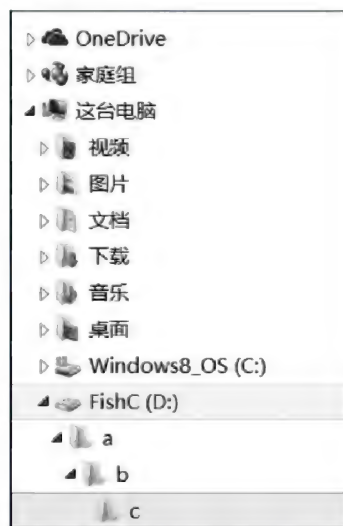 OneDrive
家庭组
这台电脑
视频
图片
文档
下载
音乐
桌面
Windows8_OS (C:)
FishC (D:)
a
b
c